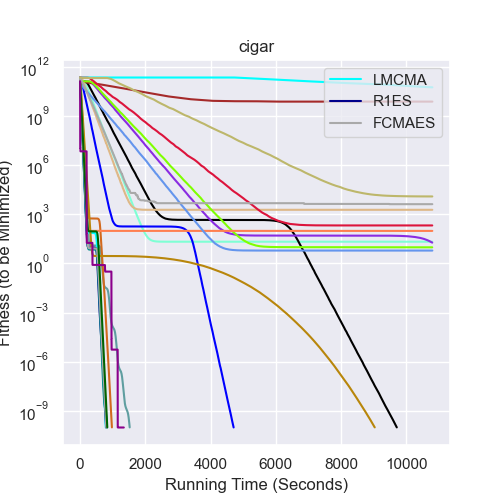 cigar
10^12
10^9
10^6
10^3
10^0
10^−3
10^−6
10^−9
Fitness (to be Minimized)
LMCMA
R1ES
FCMAES
0 2000 4000 6000 8000 10000
Running Time (Seconds)